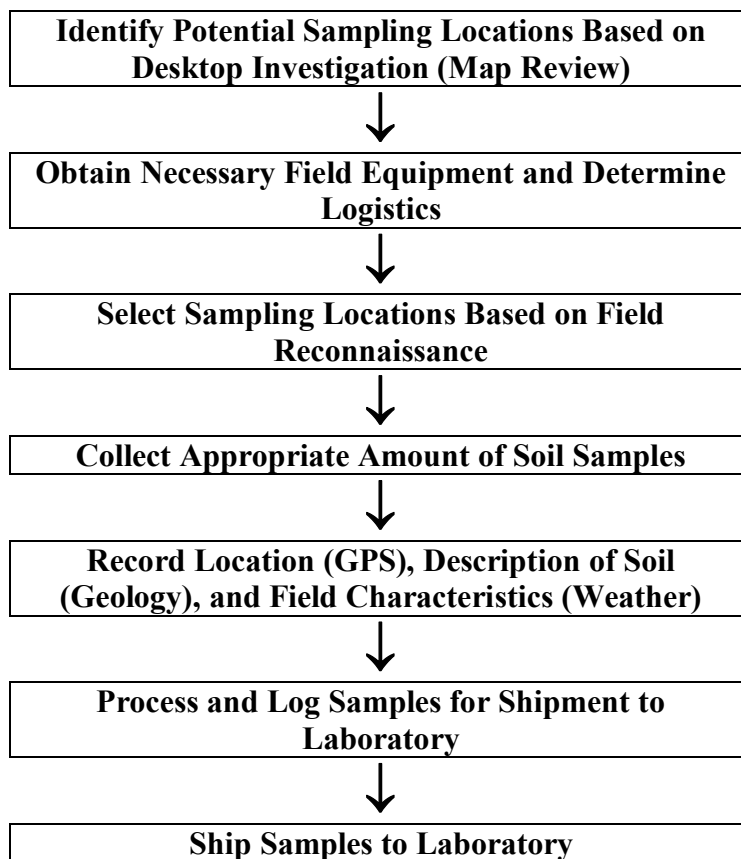 Identify Potential Sampling Locations Based on
Desktop Investigation (Map Review)
Obtain Necessary Field Equipment and Determine
Logistics
Select Sampling Locations Based on Field
Reconnaissance
Collect Appropriate Amount of Soil Samples
Record Location (GPS), Description of Soil
(Geology), and Field Characteristics (Weather)
Process and Log Samples for Shipment to
Laboratory
Ship Samples to Laboratory